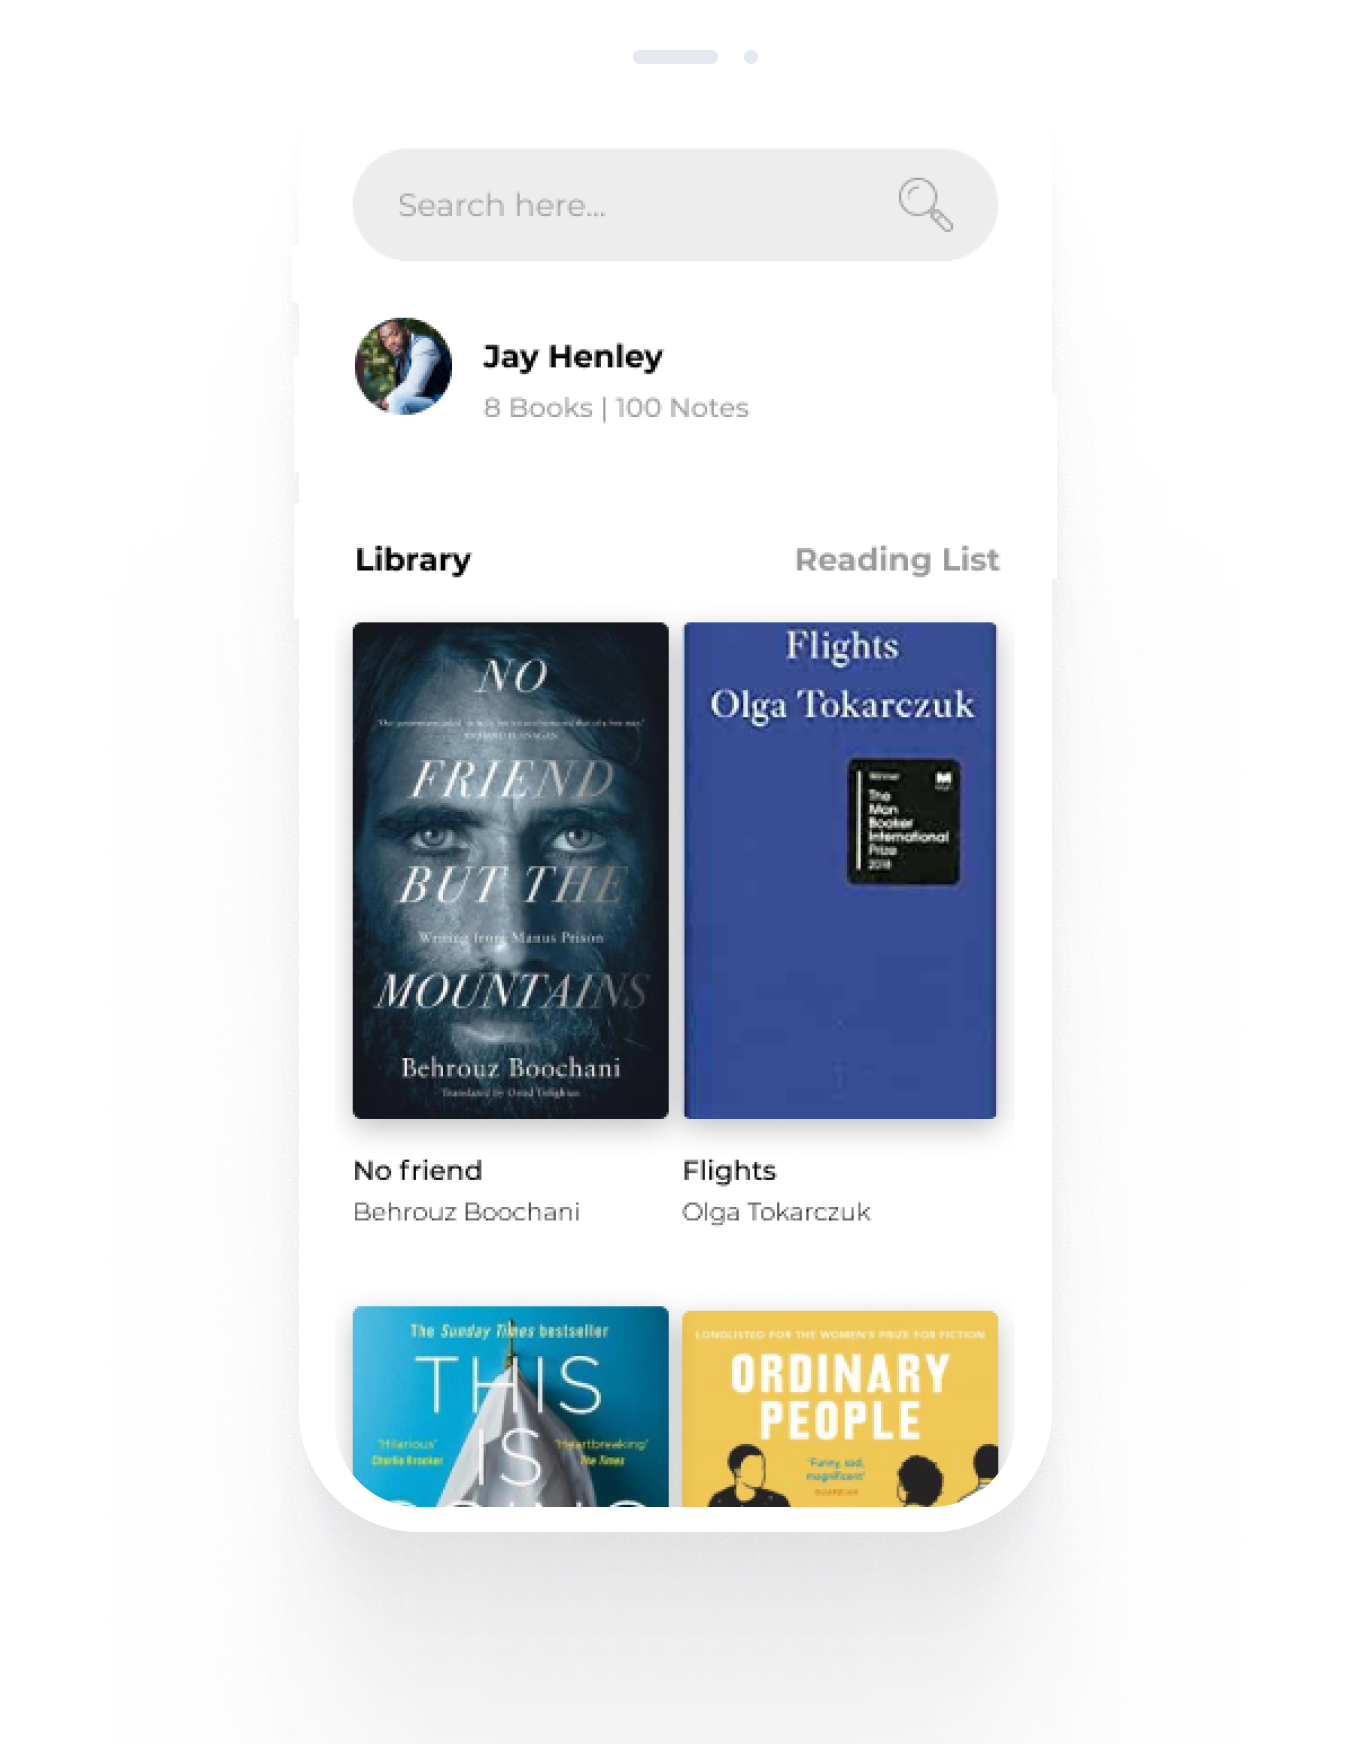 Search here...
Jay Henley
8 Books | 100 Notes
Library
Reading List
NO
RICHARD FLANAGAN
FRIEND
BUT THE
Writing from Manus Prison
MOUNTAINS
Behrouz Boochani
Translated by Omid Tofighian
Flights
Olga Tokarczuk
Winner
The
Man
Booker
International
Prize
2018
No friend
Behrouz Boochani
Flights
Olga Tokarczuk
The Sunday Times bestseller
THIS
IS
'Hilarious'
Charlie Brooker
'Heartbreaking'
The Times
GOING
LONGLISTED FOR THE WOMEN'S PRIZE FOR FICTION
ORDINARY
PEOPLE
'Funny, sad,
magnificent'
GUARDIAN